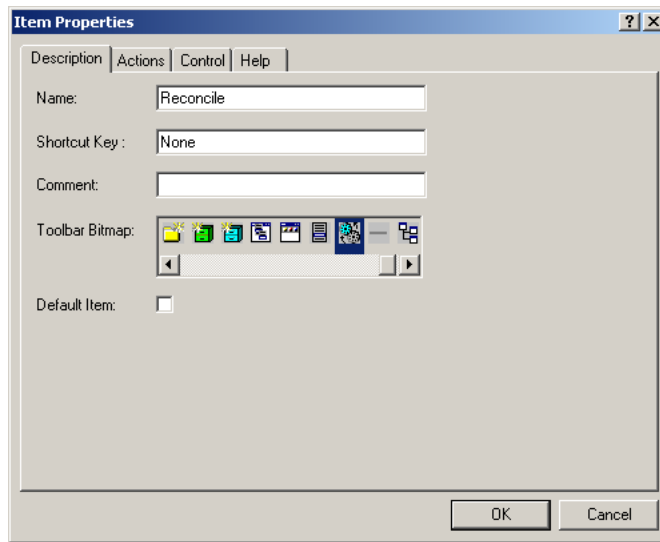 Item Properties
Description Actions Control Help
Name: Reconcile
Shortcut Key : None
Comment:
Toolbar Bitmap:
Default Item:
OK Cancel